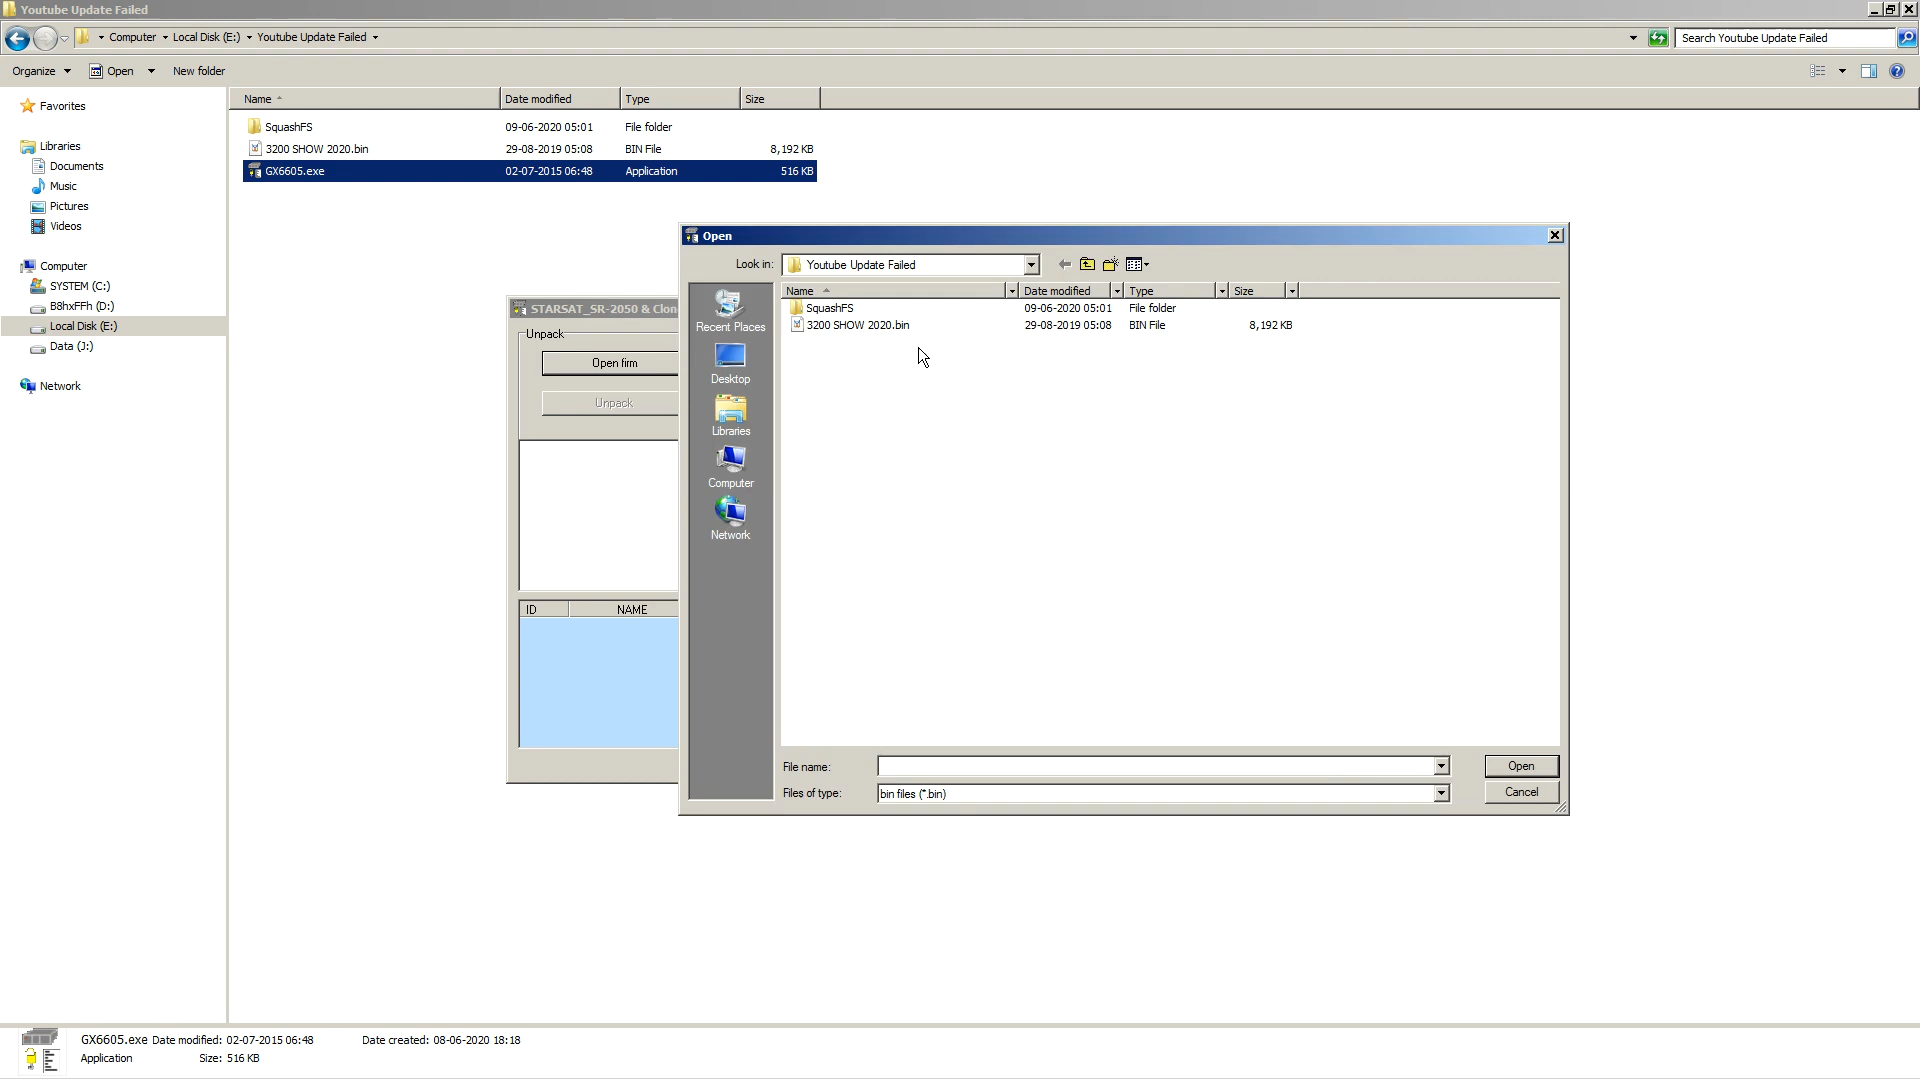 Youtube Update Failed
Computer Local Disk (E:) Youtube Update Failed Search Youtube Update Failed
Organize Open New folder
Name Date modified Type Size
Favorites
SquashFS 09-06-2020 05:01 File folder
Libraries
3200 SHOW 2020.bin 29-08-2019 05:08 BIN File 8,192 KB
Documents
GX6605.exe 02-07-2015 06:48 Application 516 KB
Music
Pictures
Videos
Computer
SYSTEM (C:)
B8hxFFh (D:)
Local Disk (E:)
Data (J:)
Network
Open
Look in: Youtube Update Failed
Name Date modified Type Size
SquashFS 09-06-2020 05:01 File folder
3200 SHOW 2020.bin 29-08-2019 05:08 BIN File 8,192 KB
Recent Places
Desktop
Libraries
Computer
Network
File name: Open
Files of type: bin files (*.bin) Cancel
STARSAT_SR-2050 & Clon
Unpack
Open firm
Unpack
ID NAME
GX6605.exe Date modified: 02-07-2015 06:48 Date created: 08-06-2020 18:18
Application Size: 516 KB